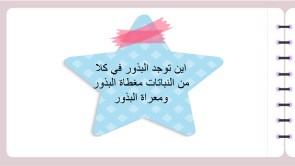 اين توجد البذور في كلا
من النباتات مغطاة البذور
ومعراة البذور